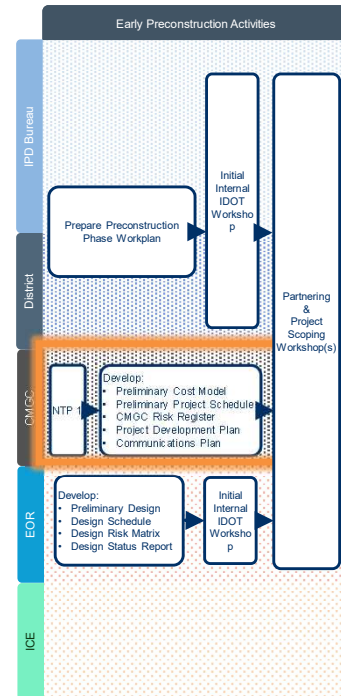 Early Preconstruction Activities
IPD Bureau
District
CMGC
EOR
ICE
Prepare Preconstruction
Phase Workplan
Initial
Internal
IDOT
Worksho
p
Partnering
&
Project
Scoping
Workshop(s)
NTP 1
Develop:
• Preliminary Cost Model
• Preliminary Project Schedule
• CMGC Risk Register
• Project Development Plan
• Communications Plan
Develop:
• Preliminary Design
• Design Schedule
• Design Risk Matrix
• Design Status Report
Initial
Internal
IDOT
Worksho
p